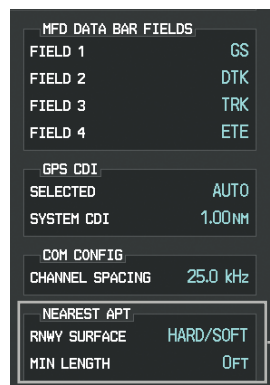 MFD DATA BAR FIELDS
FIELD 1 GS
FIELD 2 DTK
FIELD 3 TRK
FIELD 4 ETE
GPS CDI
SELECTED AUTO
SYSTEM CDI 1.00NM
COM CONFIG
CHANNEL SPACING 25.0 kHz
NEAREST APT
RNWY SURFACE HARD/SOFT
MIN LENGTH 0FT